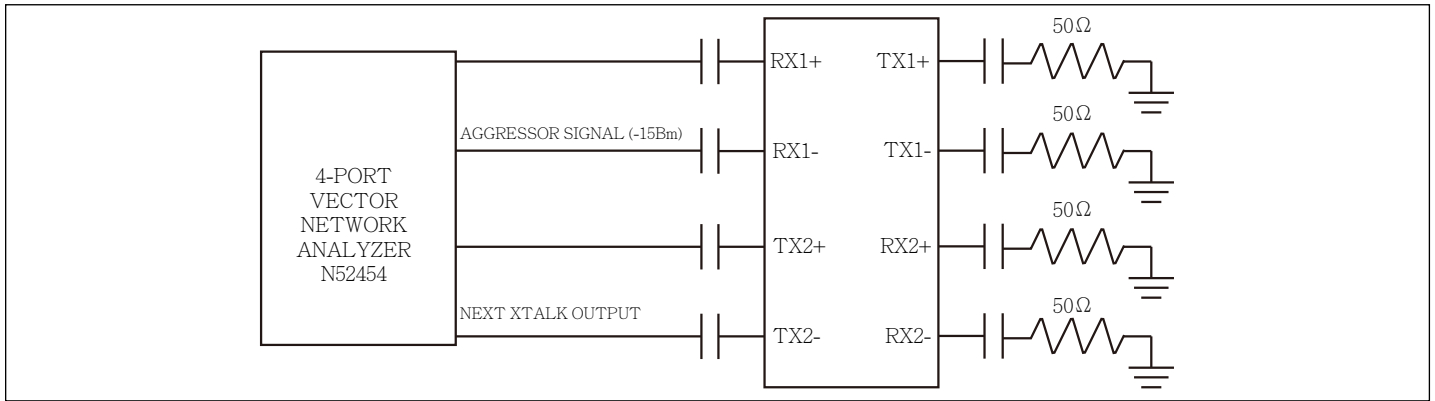 50Ω
RX1+ TX1+
AGGRESSOR SIGNAL (-15Bm)
50Ω
RX1- TX1-
4-PORT
VECTOR
NETWORK
ANALYZER
N52454
50Ω
TX2+ RX2+
NEXT XTALK OUTPUT
50Ω
TX2- RX2-